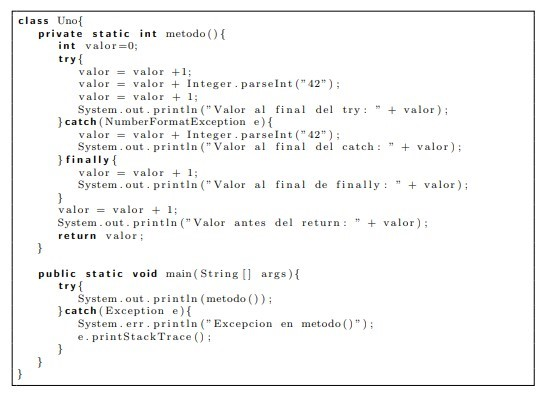 class Uno{
private static int metodo(){
int valor=0;
try{
valor = valor +1;
valor = valor + Integer.parseInt("42");
valor = valor + 1;
System.out.println("Valor al final del try: " + valor);
}catch(NumberFormatException e){
valor = valor + Integer.parseInt("42");
System.out.println("Valor al final del catch: " + valor);
}finally{
valor = valor + 1;
System.out.println("Valor al final de finally: " + valor);
}
valor = valor + 1;
System.out.println("Valor antes del return: " + valor);
return valor;
}
public static void main(String[] args){
try{
System.out.println(metodo());
}catch(Exception e){
System.err.println("Excepcion en metodo()");
e.printStackTrace();
}
}
}